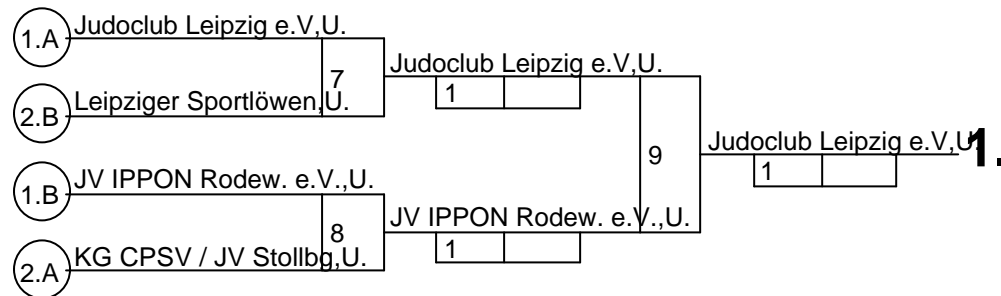 1.A Judoclub Leipzig e.V,U.
7
Judoclub Leipzig e.V,U.
1
2.B Leipziger Sportlöwen,U.
9
Judoclub Leipzig e.V,U. 1.
1
1.B JV IPPON Rodew. e.V.,U.
8
JV IPPON Rodew. e.V.,U.
1
2.A KG CPSV / JV Stollbg,U.